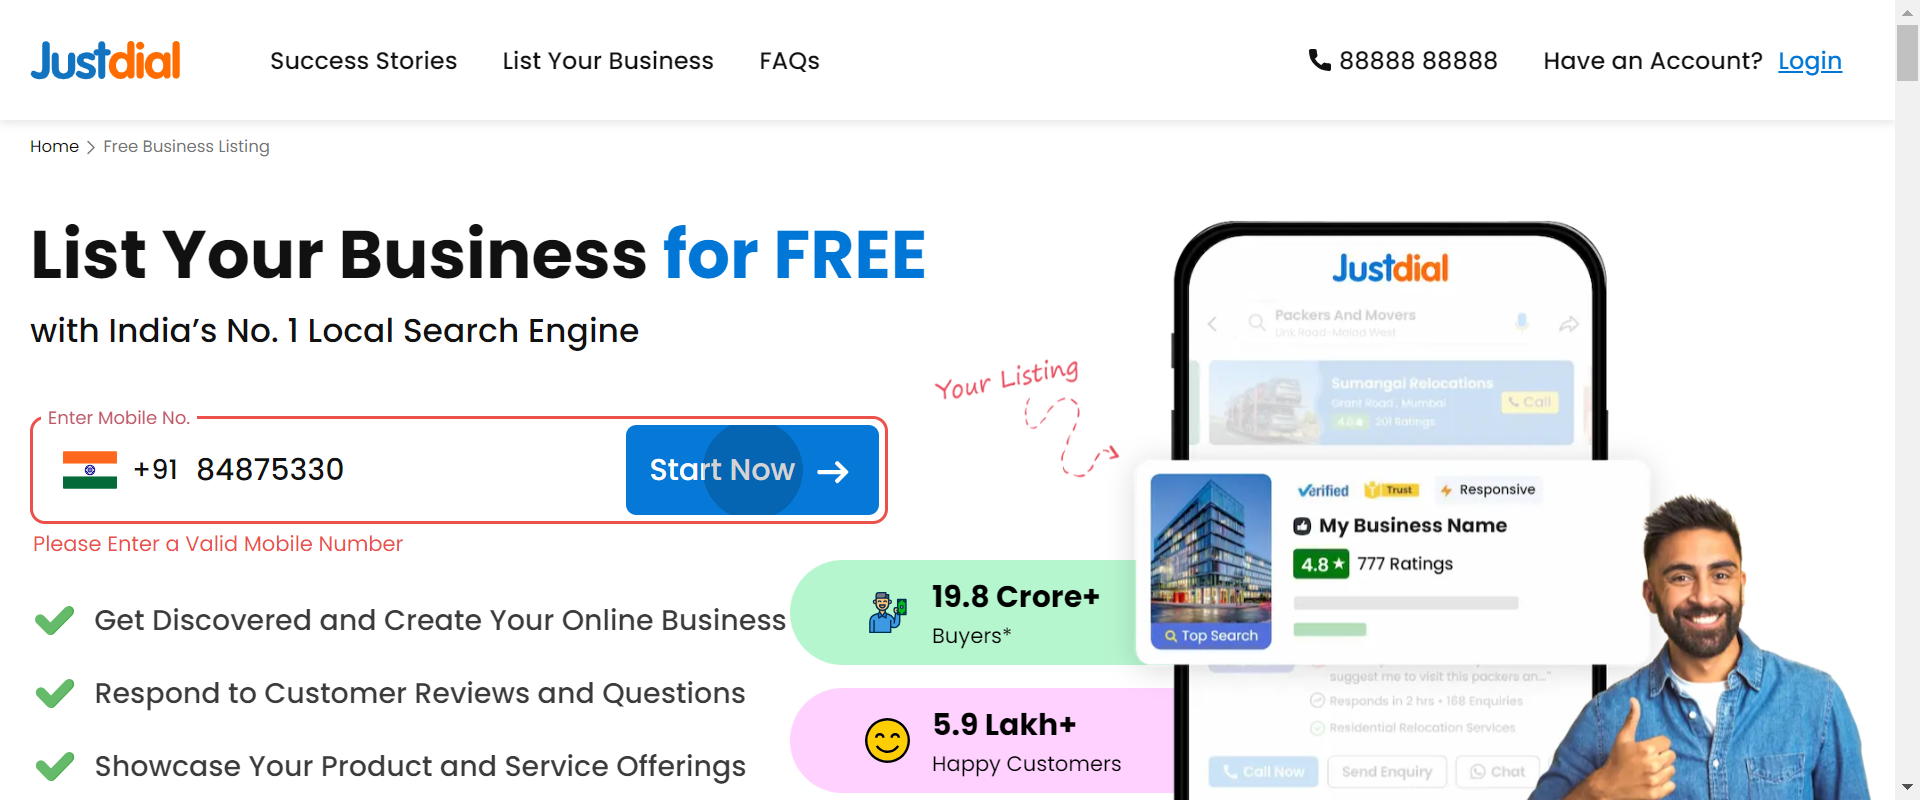 Justdial
Success Stories
List Your Business
FAQs
88888 88888
Have an Account? Login
Home > Free Business Listing
List Your Business for FREE
with India’s No. 1 Local Search Engine
Enter Mobile No.
+91 84875330
Start Now →
Please Enter a Valid Mobile Number
Get Discovered and Create Your Online Business
Respond to Customer Reviews and Questions
Showcase Your Product and Service Offerings
19.8 Crore+
Buyers*
5.9 Lakh+
Happy Customers
Your Listing
Justdial
Packers And Movers
Link Road-Malad West
Sumangal Relocations
Grant Road, Mumbai
4.0 201 Ratings
Call
Verified Trust Responsive
My Business Name
4.8 ★ 777 Ratings
Top Search
suggest me to visit this packers an..."
Responds in 2 hrs • 168 Enquiries
Residential Relocation Services
Call Now
Send Enquiry
Chat